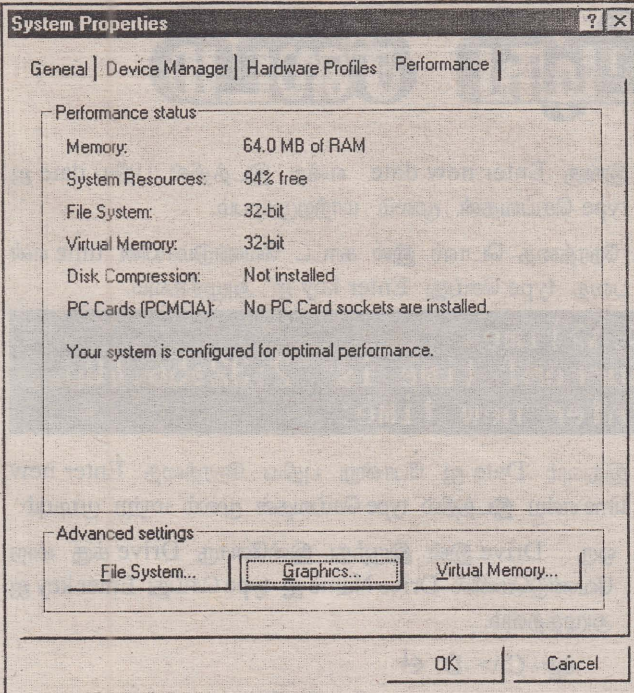 System Properties
General Device Manager Hardware Profiles Performance
Performance status
Memory: 64.0 MB of RAM
System Resources: 94% free
File System: 32-bit
Virtual Memory: 32-bit
Disk Compression: Not installed
PC Cards (PCMCIA): No PC Card sockets are installed.
Your system is configured for optimal performance.
Advanced settings
File System... Graphics... Virtual Memory...
OK Cancel